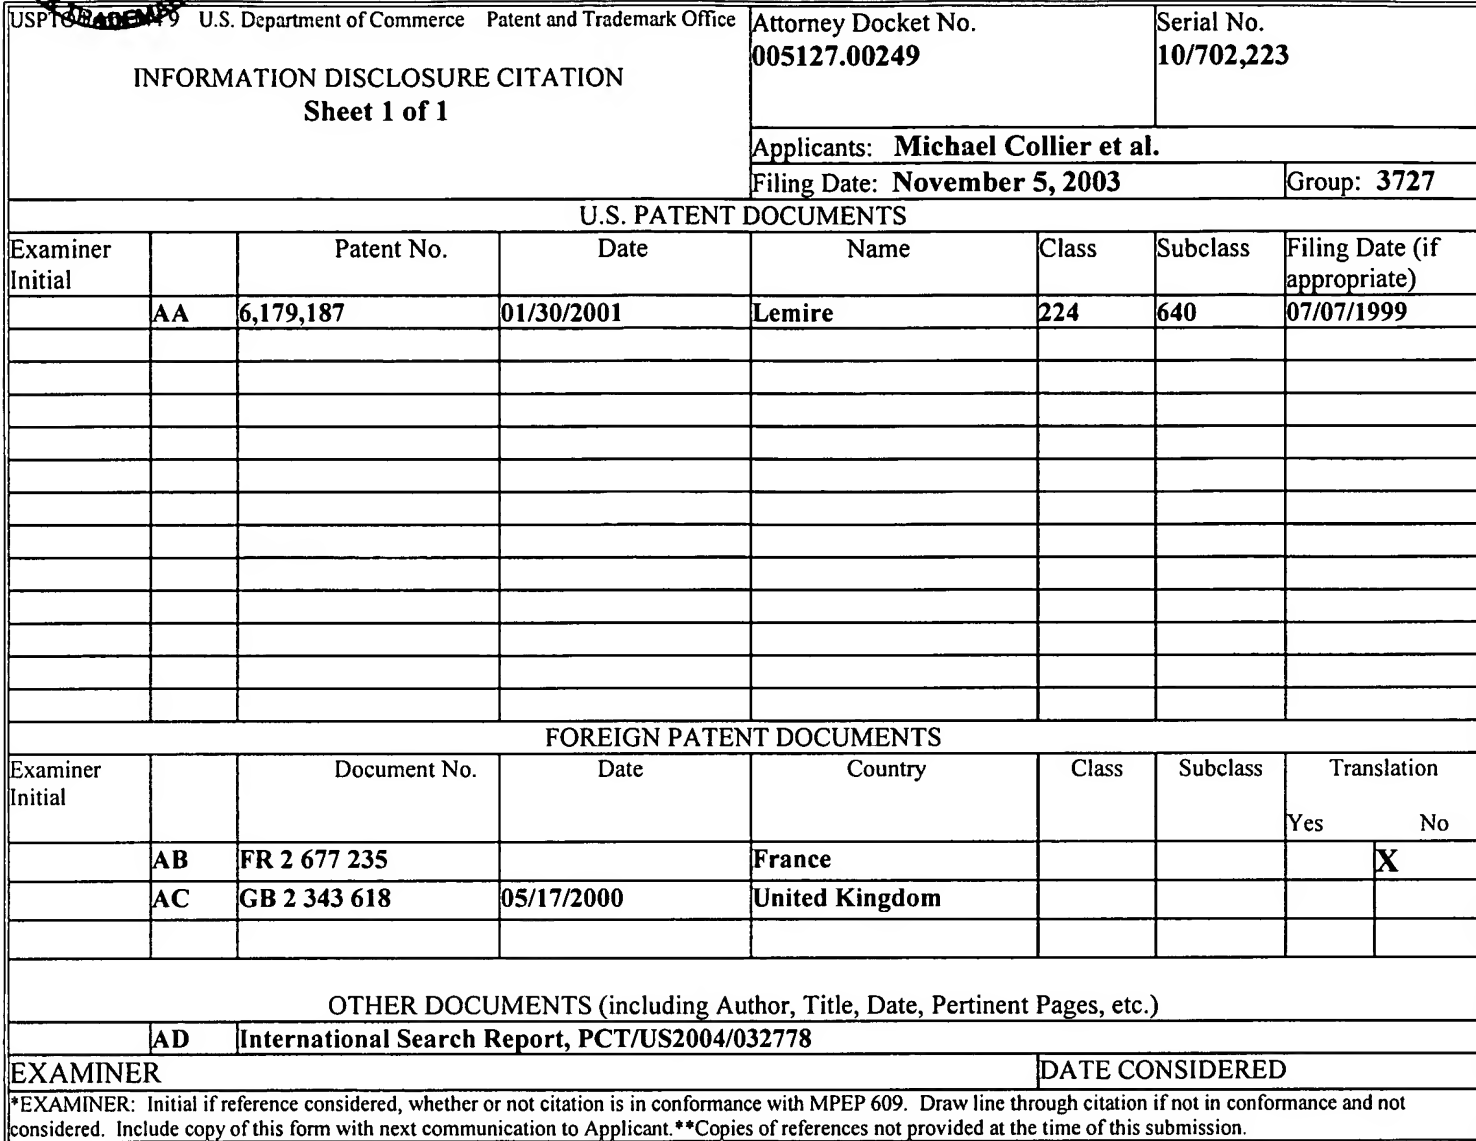 U.S. Department of Commerce Patent and Trademark Office
INFORMATION DISCLOSURE CITATION
Sheet 1 of 1
Attorney Docket No.
005127.00249
Serial No.
10/702,223
Applicants: Michael Collier et al.
Filing Date: November 5, 2003 Group: 3727
U.S. PATENT DOCUMENTS
Examiner Initial Patent No. Date Name Class Subclass Filing Date (if appropriate)
AA 6,179,187 01/30/2001 Lemire 224 640 07/07/1999
FOREIGN PATENT DOCUMENTS
Examiner Initial Document No. Date Country Class Subclass Translation
Yes No
AB FR 2 677 235 France X
AC GB 2 343 618 05/17/2000 United Kingdom
OTHER DOCUMENTS (including Author, Title, Date, Pertinent Pages, etc.)
AD International Search Report, PCT/US2004/032778
EXAMINER DATE CONSIDERED
*EXAMINER: Initial if reference considered, whether or not citation is in conformance with MPEP 609. Draw line through citation if not in conformance and not
considered. Include copy of this form with next communication to Applicant.**Copies of references not provided at the time of this submission.